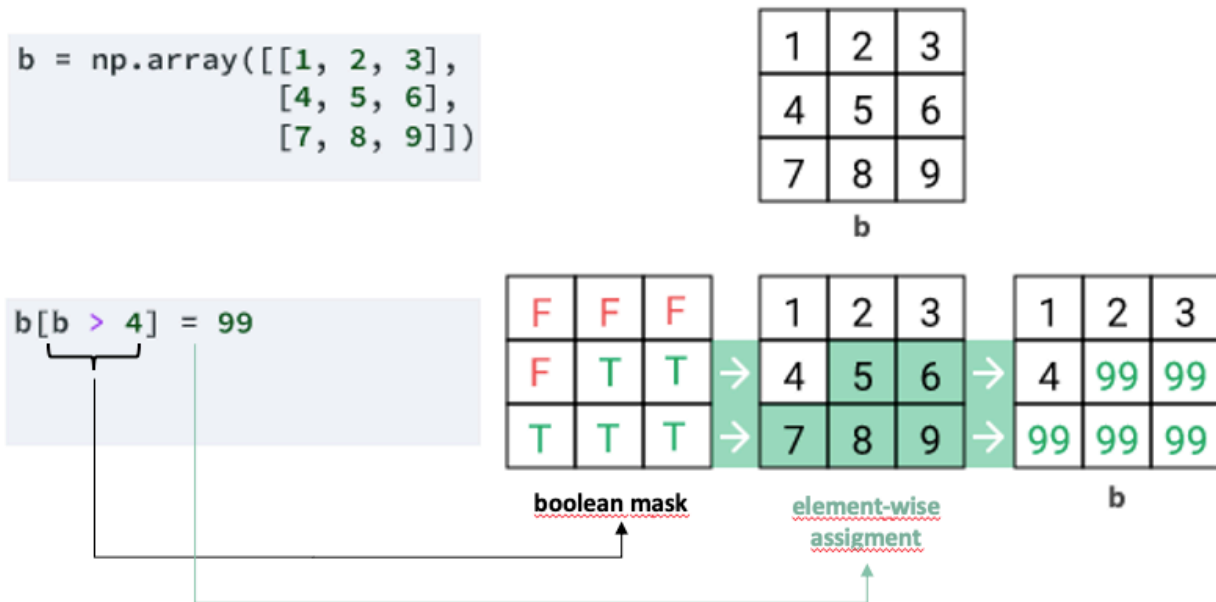 b = np.array([[1, 2, 3],
[4, 5, 6],
[7, 8, 9]])
1 2 3
4 5 6
7 8 9
b
b[b > 4] = 99
F F F
F T T
T T T
boolean mask
1 2 3
→ 4 5 6 →
→ 7 8 9 →
element-wise
assigment
1 2 3
4 99 99
99 99 99
b